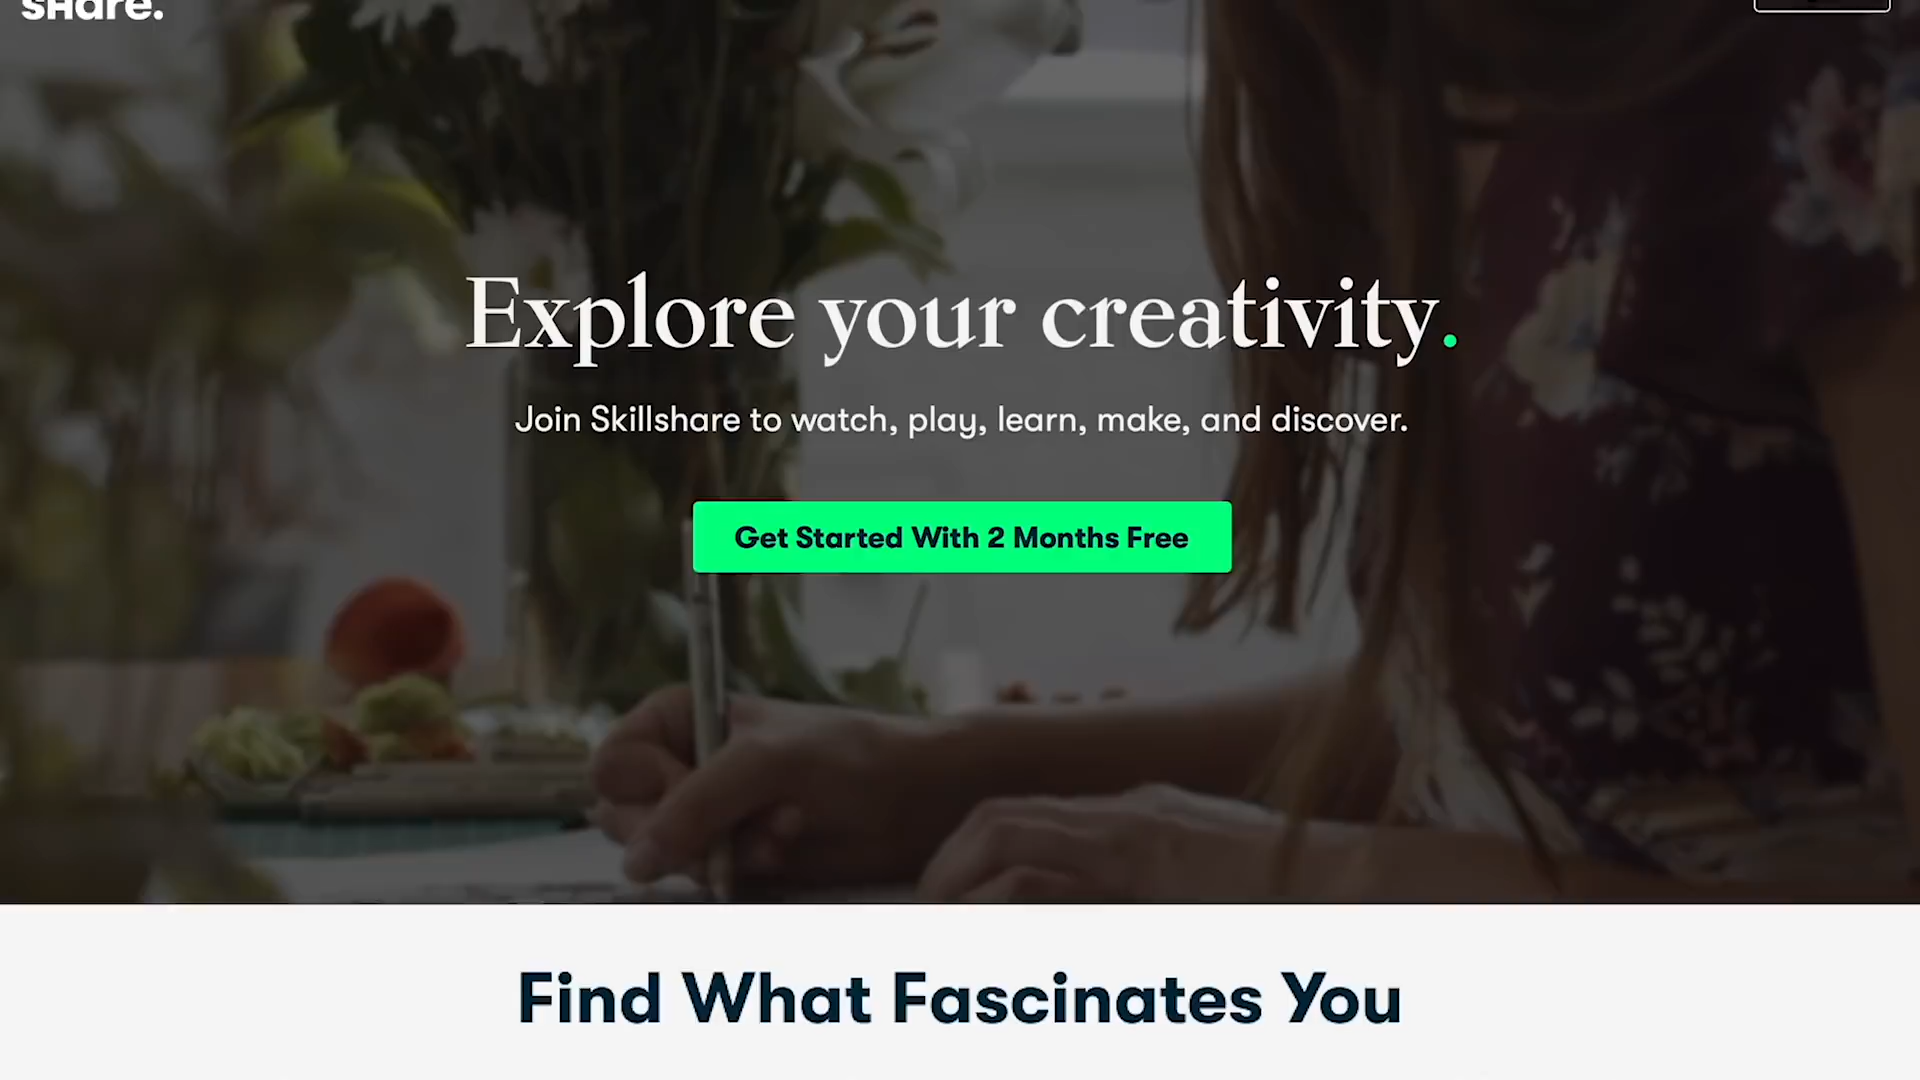 SHare.
Explore your creativity.
Join Skillshare to watch, play, learn, make, and discover.
Get Started With 2 Months Free
Find What Fascinates You